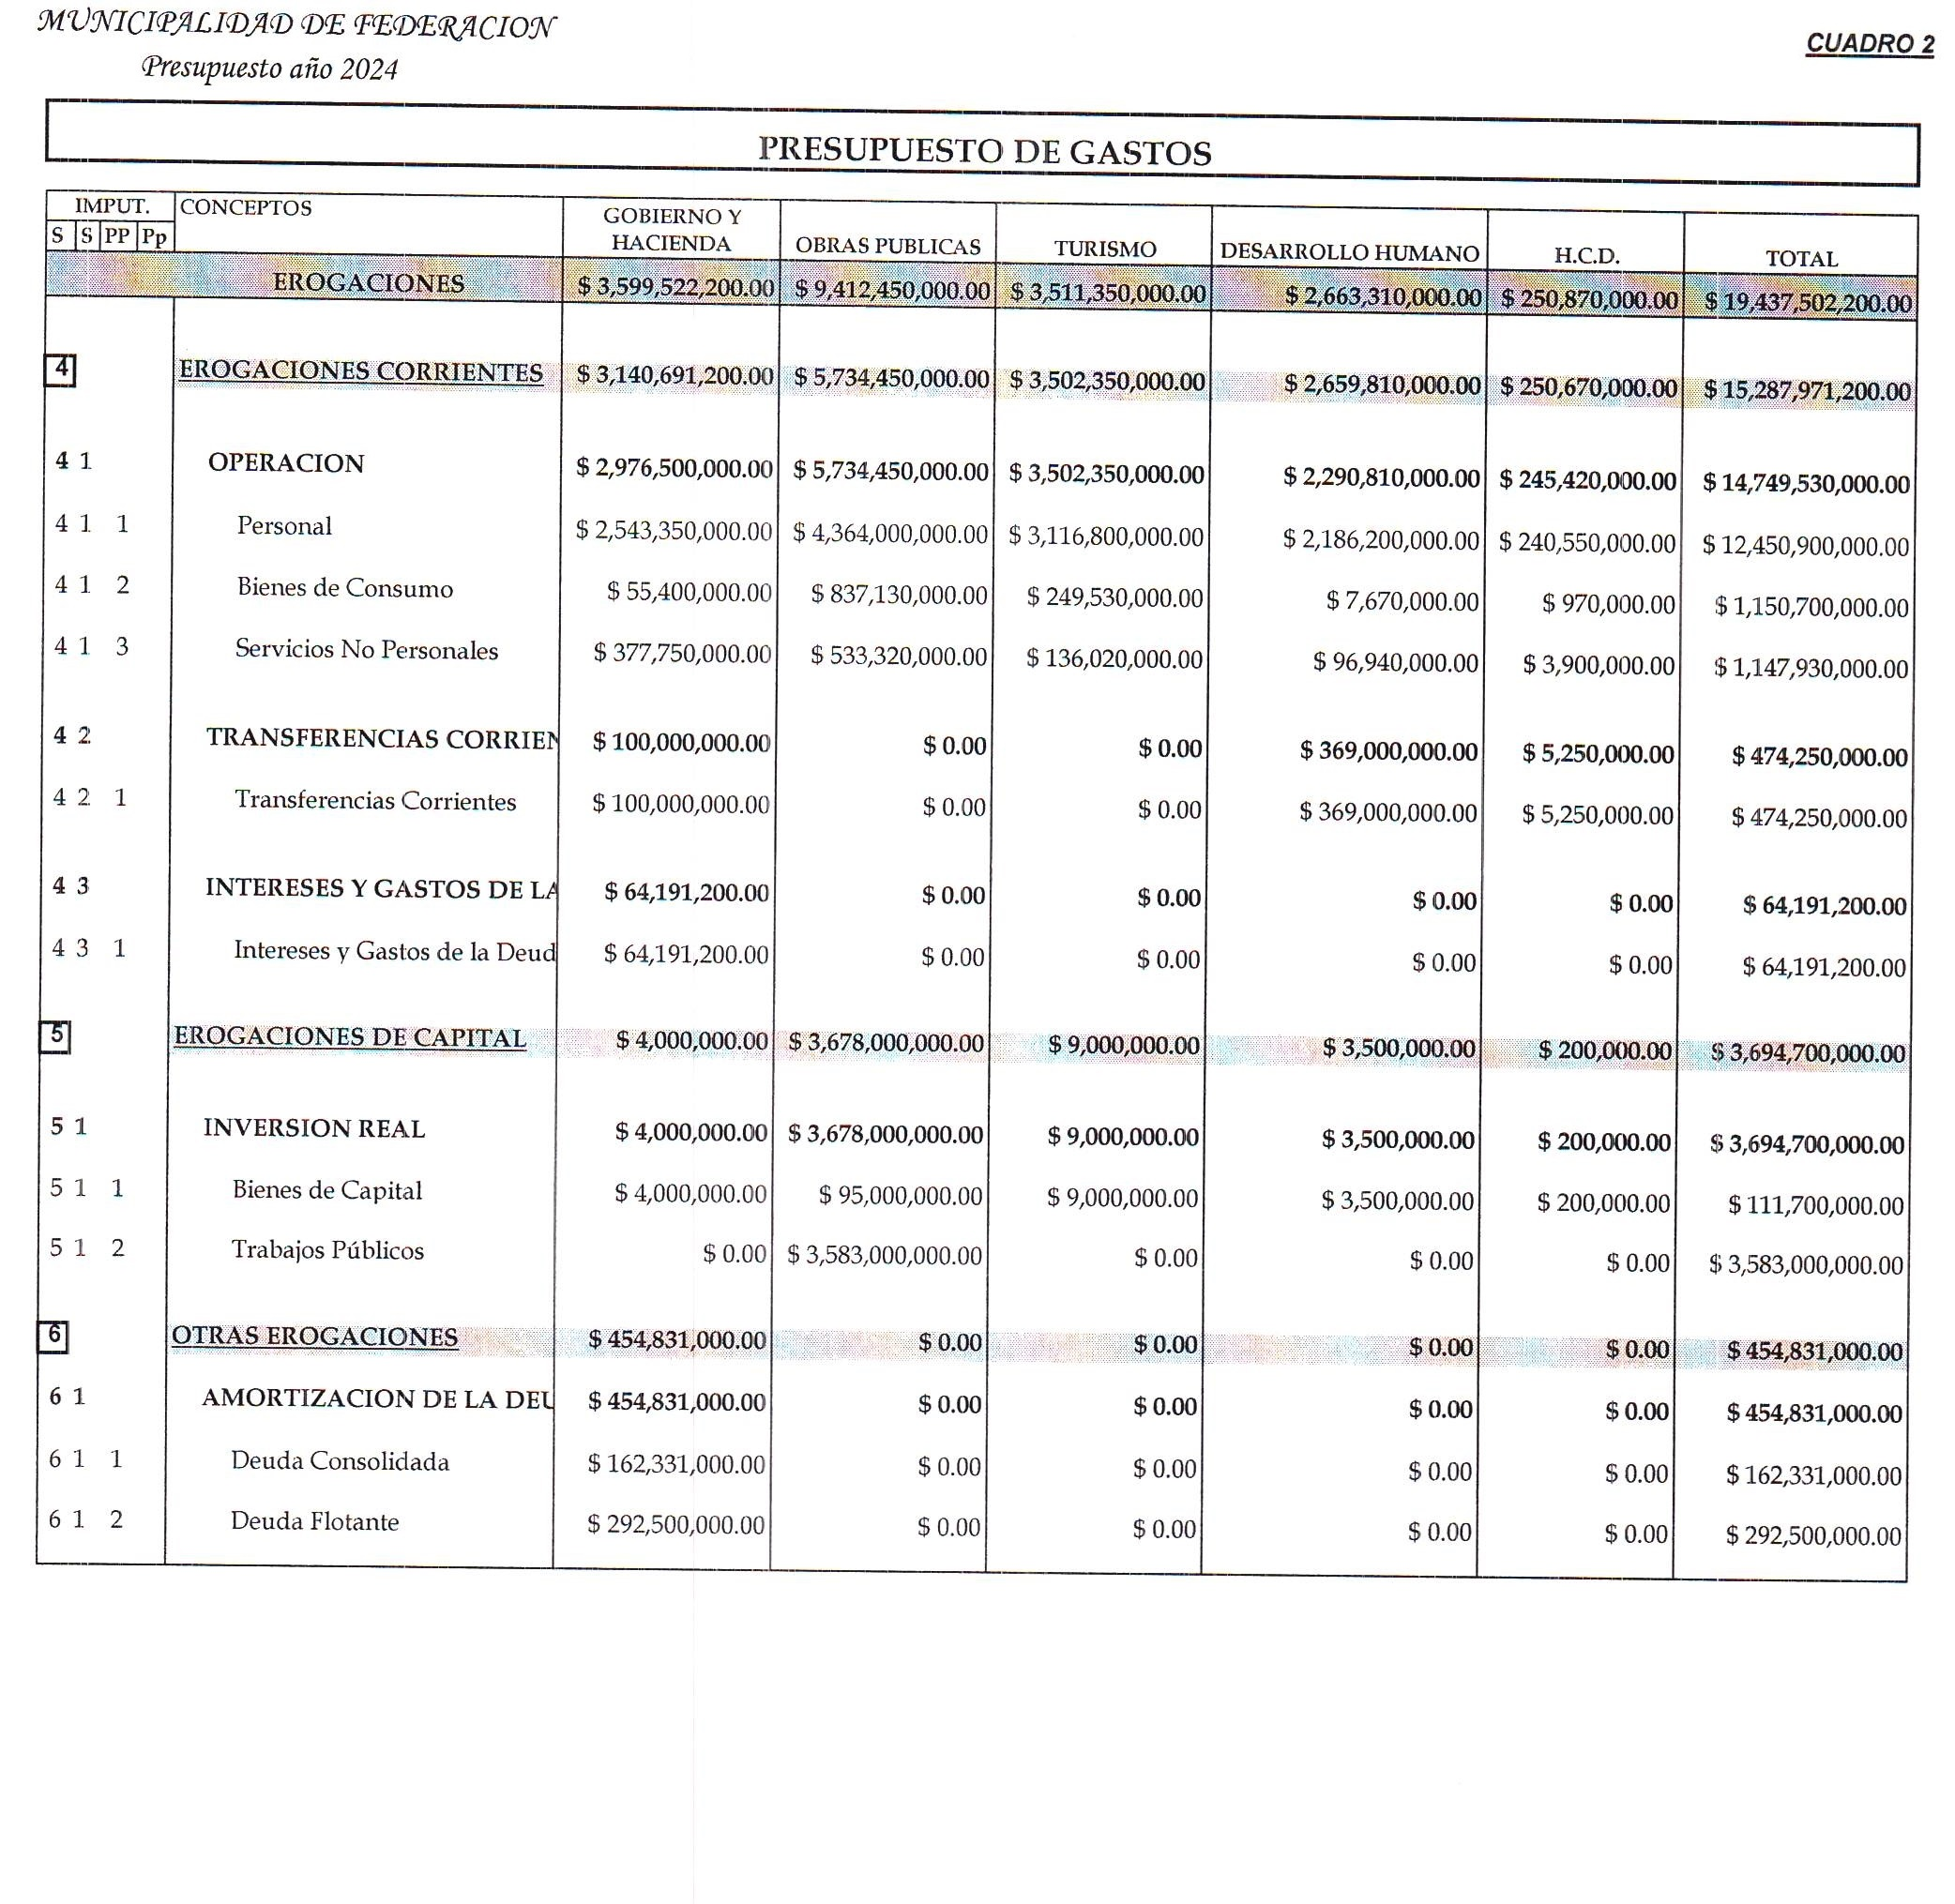 MUNICIPALIDAD DE FEDERACION
Presupuesto año 2024
CUADRO 2
PRESUPUESTO DE GASTOS
IMPUT. CONCEPTOS GOBIERNO Y HACIENDA OBRAS PUBLICAS TURISMO DESARROLLO HUMANO H.C.D. TOTAL
S S PP Pp
EROGACIONES $ 3,599,522,200.00 $ 9,412,450,000.00 $ 3,511,350,000.00 $ 2,663,310,000.00 $ 250,870,000.00 $ 19,437,502,200.00
4 EROGACIONES CORRIENTES $ 3,140,691,200.00 $ 5,734,450,000.00 $ 3,502,350,000.00 $ 2,659,810,000.00 $ 250,670,000.00 $ 15,287,971,200.00
4 1 OPERACION $ 2,976,500,000.00 $ 5,734,450,000.00 $ 3,502,350,000.00 $ 2,290,810,000.00 $ 245,420,000.00 $ 14,749,530,000.00
4 1 1 Personal $ 2,543,350,000.00 $ 4,364,000,000.00 $ 3,116,800,000.00 $ 2,186,200,000.00 $ 240,550,000.00 $ 12,450,900,000.00
4 1 2 Bienes de Consumo $ 55,400,000.00 $ 837,130,000.00 $ 249,530,000.00 $ 7,670,000.00 $ 970,000.00 $ 1,150,700,000.00
4 1 3 Servicios No Personales $ 377,750,000.00 $ 533,320,000.00 $ 136,020,000.00 $ 96,940,000.00 $ 3,900,000.00 $ 1,147,930,000.00
4 2 TRANSFERENCIAS CORRIEN $ 100,000,000.00 $ 0.00 $ 0.00 $ 369,000,000.00 $ 5,250,000.00 $ 474,250,000.00
4 2 1 Transferencias Corrientes $ 100,000,000.00 $ 0.00 $ 0.00 $ 369,000,000.00 $ 5,250,000.00 $ 474,250,000.00
4 3 INTERESES Y GASTOS DE LA $ 64,191,200.00 $ 0.00 $ 0.00 $ 0.00 $ 0.00 $ 64,191,200.00
4 3 1 Intereses y Gastos de la Deud $ 64,191,200.00 $ 0.00 $ 0.00 $ 0.00 $ 0.00 $ 64,191,200.00
5 EROGACIONES DE CAPITAL $ 4,000,000.00 $ 3,678,000,000.00 $ 9,000,000.00 $ 3,500,000.00 $ 200,000.00 $ 3,694,700,000.00
5 1 INVERSION REAL $ 4,000,000.00 $ 3,678,000,000.00 $ 9,000,000.00 $ 3,500,000.00 $ 200,000.00 $ 3,694,700,000.00
5 1 1 Bienes de Capital $ 4,000,000.00 $ 95,000,000.00 $ 9,000,000.00 $ 3,500,000.00 $ 200,000.00 $ 111,700,000.00
5 1 2 Trabajos Públicos $ 0.00 $ 3,583,000,000.00 $ 0.00 $ 0.00 $ 0.00 $ 3,583,000,000.00
6 OTRAS EROGACIONES $ 454,831,000.00 $ 0.00 $ 0.00 $ 0.00 $ 0.00 $ 454,831,000.00
6 1 AMORTIZACION DE LA DEU $ 454,831,000.00 $ 0.00 $ 0.00 $ 0.00 $ 0.00 $ 454,831,000.00
6 1 1 Deuda Consolidada $ 162,331,000.00 $ 0.00 $ 0.00 $ 0.00 $ 0.00 $ 162,331,000.00
6 1 2 Deuda Flotante $ 292,500,000.00 $ 0.00 $ 0.00 $ 0.00 $ 0.00 $ 292,500,000.00